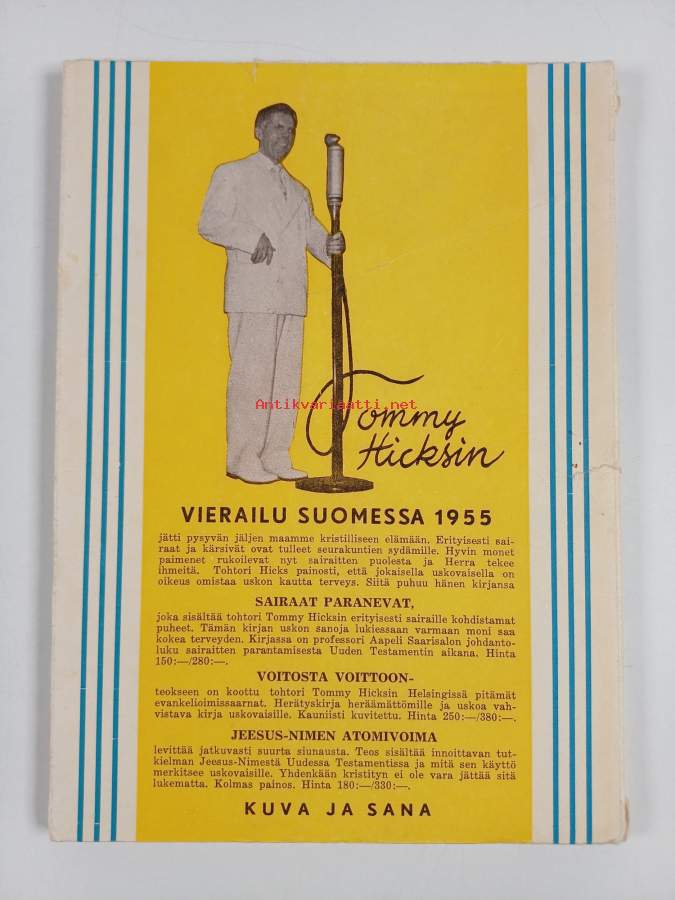 Antikvariaatti.net
Tommy
Hicksin
VIERAILU SUOMESSA 1955
jätti pysyvän jäljen maamme kristilliseen elämään. Erityisesti sai-
raat ja kärsivät ovat tulleet seurakuntien sydämille. Hyvin monet
paimenet rukoilevat nyt sairaitten puolesta ja Herra tekee
ihmeitä. Tohtori Hicks painosti, että jokaisella uskovaisella on
oikeus omistaa uskon kautta terveys. Siitä puhuu hänen kirjansa
SAIRAAT PARANEVAT,
joka sisältää tohtori Tommy Hicksin erityisesti sairaille kohdistamat
puheet. Tämän kirjan uskon sanoja lukiessaan varmaan moni saa
kokea terveyden. Kirjassa on professori Aapeli Saarisalon johdanto-
luku sairaitten parantamisesta Uuden Testamentin aikana. Hinta
150:—/280:—.
VOITOSTA VOITTOON-
teokseen on koottu tohtori Tommy Hicksin Helsingissä pitämät
evankelioimissaarnat. Herätyskirja heräämättömille ja uskoa vah-
vistava kirja uskovaisille. Kauniisti kuvitettu. Hinta 250:—/380:—.
JEESUS-NIMEN ATOMIVOIMA
levittää jatkuvasti suurta siunausta. Teos sisältää innoittavan tut-
kielman Jeesus-Nimestä Uudessa Testamentissa ja mitä sen käyttö
merkitsee uskovaisille. Yhdenkään kristityn ei ole vara jättää sitä
lukematta. Kolmas painos. Hinta 180:—/330:—.
KUVA JA SANA